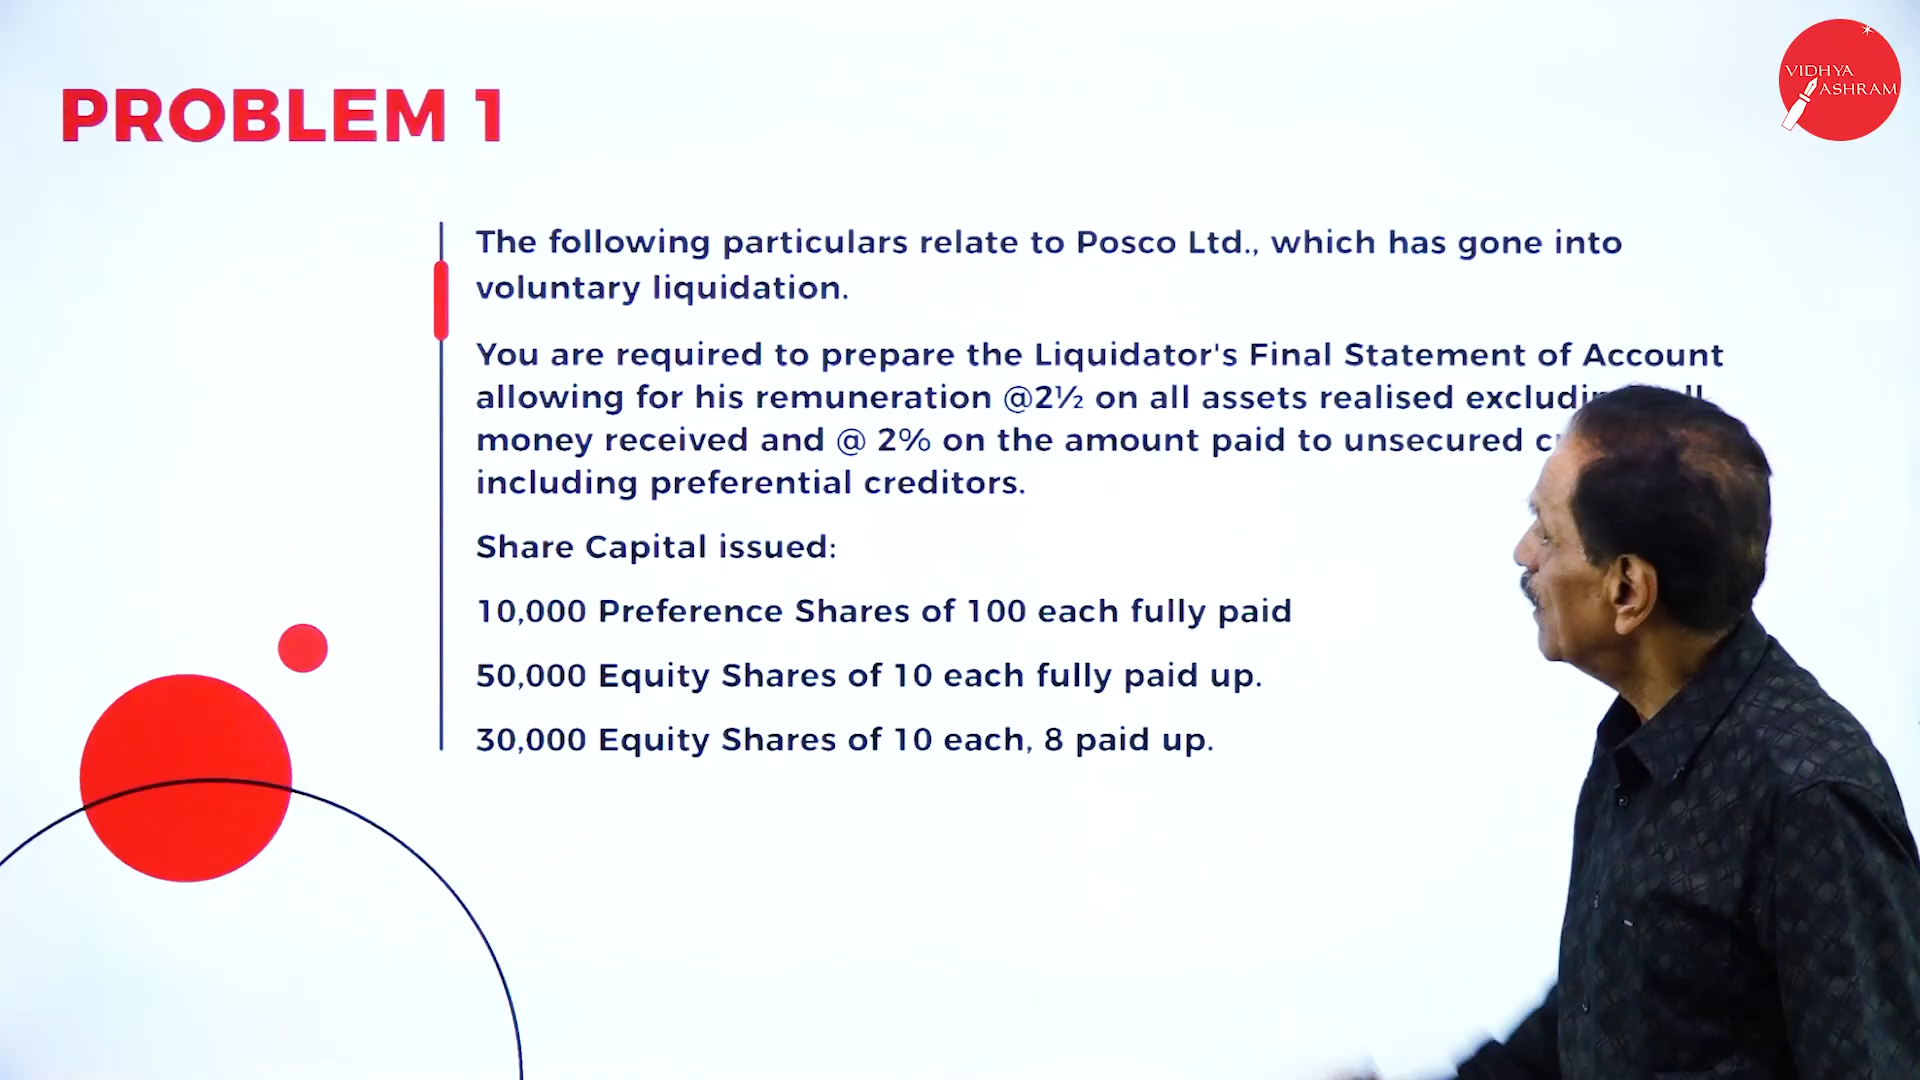 PROBLEM 1
VIDHYA
ASHRAM
The following particulars relate to Posco Ltd., which has gone into
voluntary liquidation.
You are required to prepare the Liquidator's Final Statement of Account
allowing for his remuneration @2½ on all assets realised
money received and @ 2% on the amount paid to unsecured
including preferential creditors.
Share Capital issued:
10,000 Preference Shares of 100 each fully paid
50,000 Equity Shares of 10 each fully paid up.
30,000 Equity Shares of 10 each, 8 paid up.